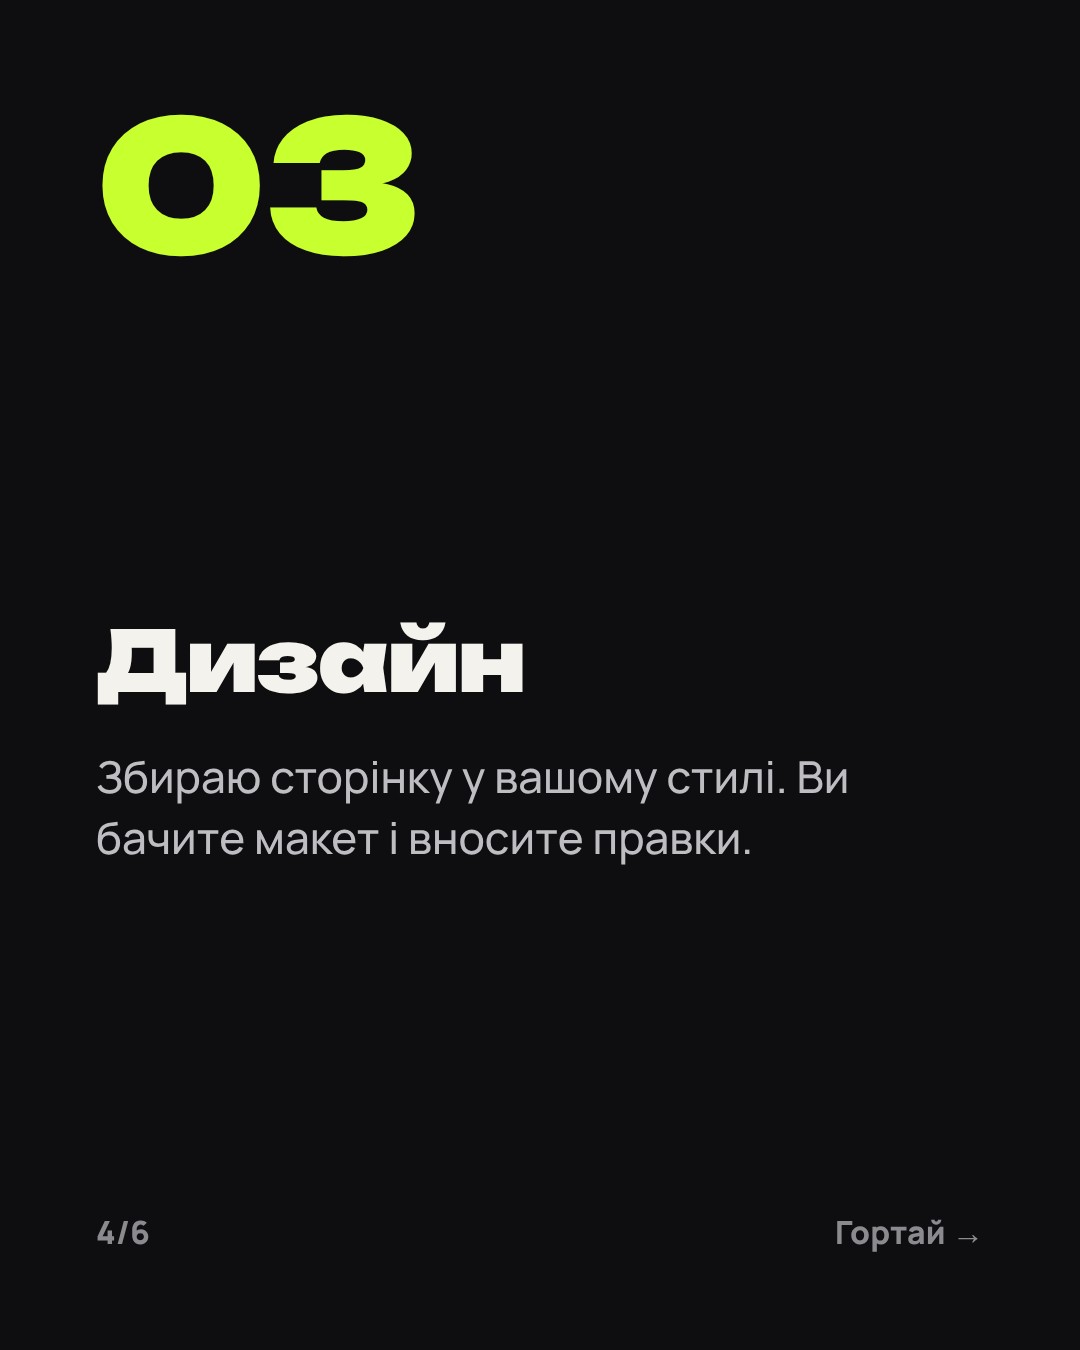 03
Дизайн
Збираю сторінку у вашому стилі. Ви
бачите макет і вносите правки.
4/6
Гортай →